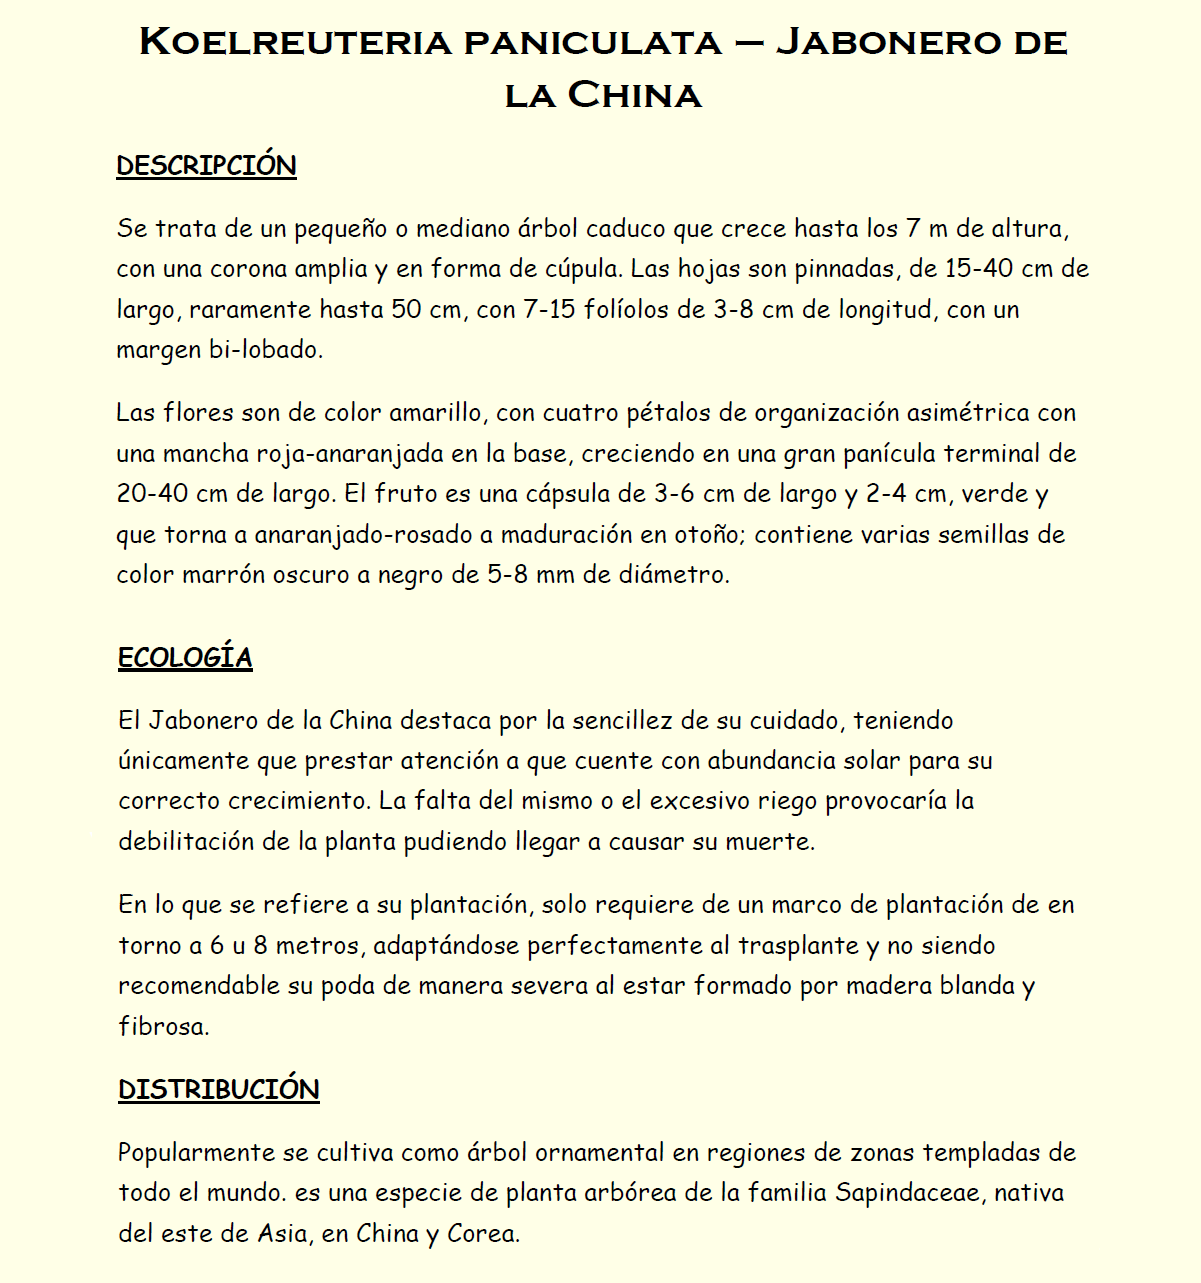 Koelreuteria paniculata – Jabonero de
la China
DESCRIPCIÓN
Se trata de un pequeño o mediano árbol caduco que crece hasta los 7 m de altura,
con una corona amplia y en forma de cúpula. Las hojas son pinnadas, de 15-40 cm de
largo, raramente hasta 50 cm, con 7-15 folíolos de 3-8 cm de longitud, con un
margen bi-lobado.
Las flores son de color amarillo, con cuatro pétalos de organización asimétrica con
una mancha roja-anaranjada en la base, creciendo en una gran panícula terminal de
20-40 cm de largo. El fruto es una cápsula de 3-6 cm de largo y 2-4 cm, verde y
que torna a anaranjado-rosado a maduración en otoño; contiene varias semillas de
color marrón oscuro a negro de 5-8 mm de diámetro.
ECOLOGÍA
El Jabonero de la China destaca por la sencillez de su cuidado, teniendo
únicamente que prestar atención a que cuente con abundancia solar para su
correcto crecimiento. La falta del mismo o el excesivo riego provocaría la
debilitación de la planta pudiendo llegar a causar su muerte.
En lo que se refiere a su plantación, solo requiere de un marco de plantación de en
torno a 6 u 8 metros, adaptándose perfectamente al trasplante y no siendo
recomendable su poda de manera severa al estar formado por madera blanda y
fibrosa.
DISTRIBUCIÓN
Popularmente se cultiva como árbol ornamental en regiones de zonas templadas de
todo el mundo. es una especie de planta arbórea de la familia Sapindaceae, nativa
del este de Asia, en China y Corea.